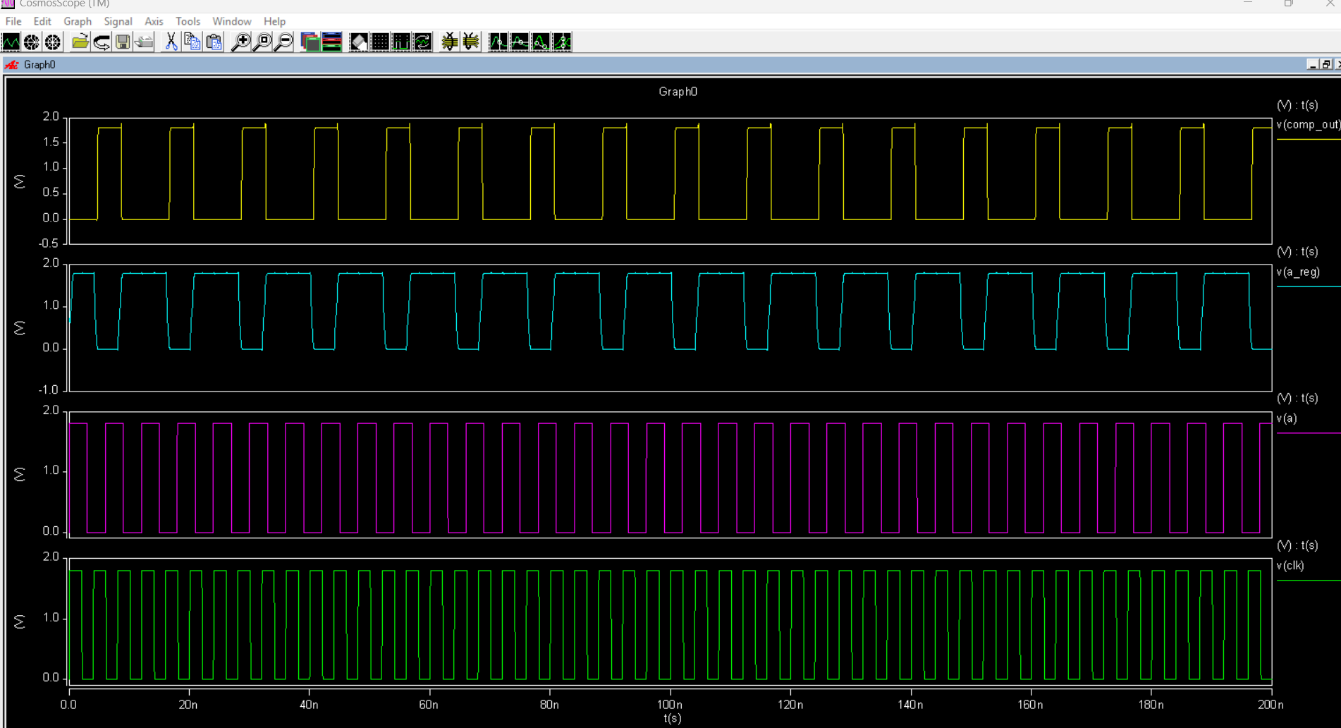 CosmosScope (TM)
File Edit Graph Signal Axis Tools Window Help
Graph0
Graph0
(V) : t(s)
v(comp_out)
2.0
1.5
1.0
0.5
0.0
-0.5
(V)
(V) : t(s)
v(a_reg)
2.0
1.0
0.0
-1.0
(V)
(V) : t(s)
v(a)
2.0
1.0
0.0
(V)
(V) : t(s)
v(clk)
2.0
1.0
0.0
(V)
0.0 20n 40n 60n 80n 100n 120n 140n 160n 180n 200n
t(s)